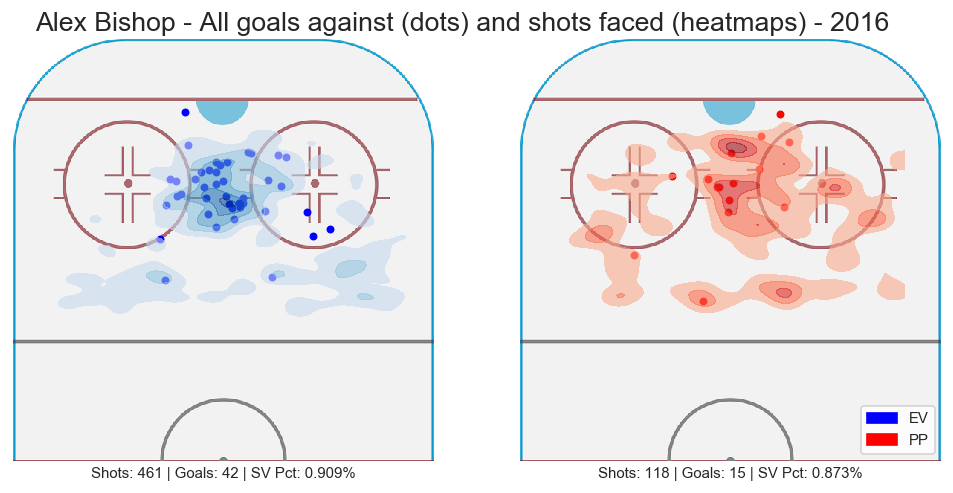 Alex Bishop - All goals against (dots) and shots faced (heatmaps) - 2016
EV
PP
Shots: 461 | Goals: 42 | SV Pct: 0.909%
Shots: 118 | Goals: 15 | SV Pct: 0.873%